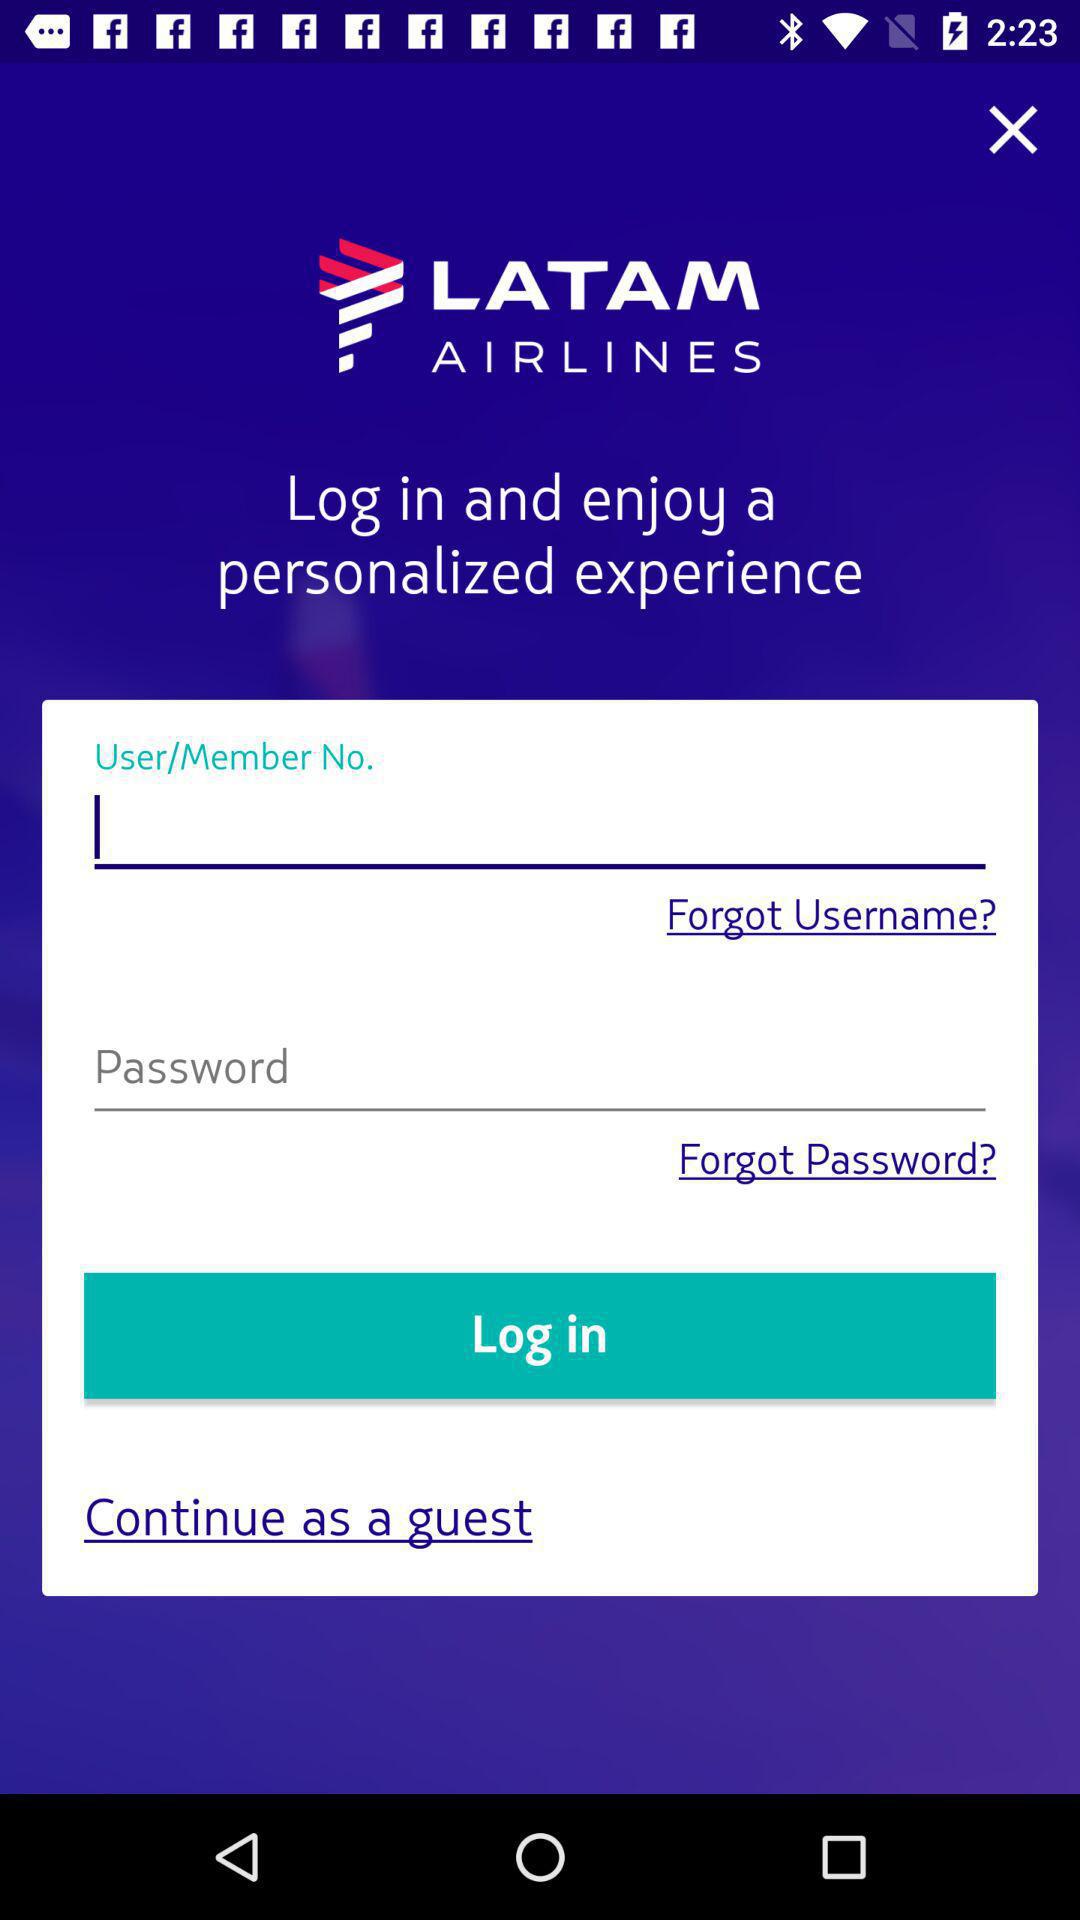 2:23
LATAM
AIRLINES
Log in and enjoy a
personalized experience
User/Member No.
Forgot Username?
Password
Forgot Password?
Log in
Continue as a guest